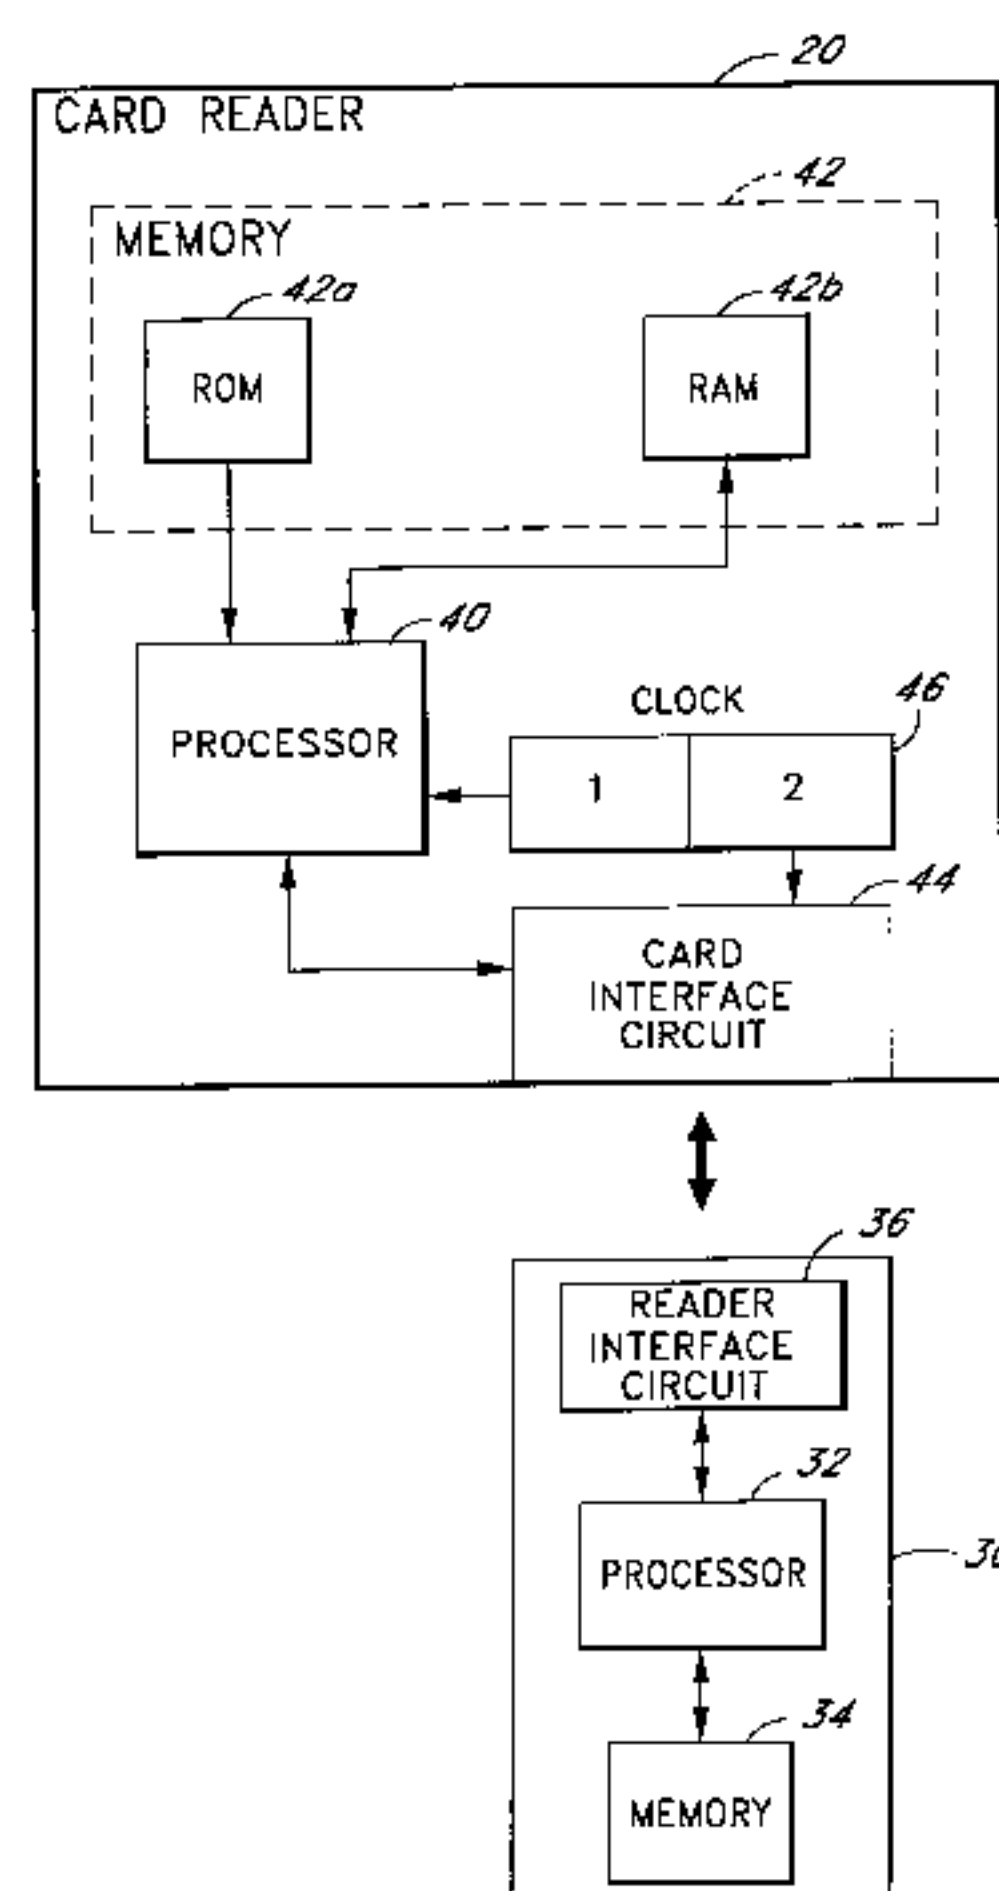 20
CARD READER
42
MEMORY
42a
42b
ROM
RAM
40
PROCESSOR
CLOCK
46
1
2
44
CARD
INTERFACE
CIRCUIT
36
READER
INTERFACE
CIRCUIT
32
PROCESSOR
34
MEMORY